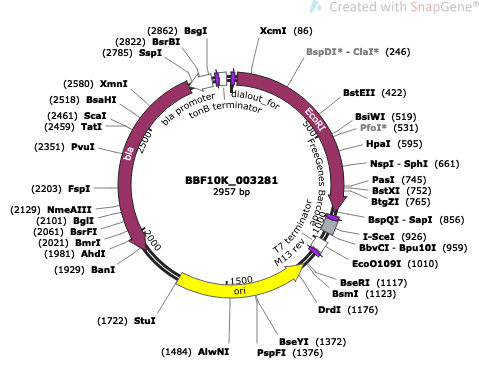 Created with SnapGene®
(2862) BsgI
(2822) BsrBI
(2785) SspI
(2580) XmnI
(2518) BsaHI
(2461) ScaI
(2459) TatI
(2351) PvuI
(2203) FspI
(2129) NmeAIII
(2101) BglI
(2061) BsrFI
(2021) BmrI
(1981) AhdI
(1929) BanI
(1722) StuI
(1484) AlwNI
XcmI (86)
BspDI* - ClaI* (246)
BstEII (422)
BsiWI (519)
PfoI* (531)
HpaI (595)
NspI - SphI (661)
PasI (745)
BstXI (752)
BtgZI (765)
BspQI - SapI (856)
I-SceI (926)
BbvCI - Bpu10I (959)
EcoO109I (1010)
BseRI (1117)
BsmI (1123)
DrdI (1176)
BseYI (1372)
PspFI (1376)
bla promoter
tonB terminator
dialout_for
EcoRI
FreeGenes Barcode
T7 terminator
M13 rev
ori
bla
500
1000
1500
2000
2500
BBF10K_003281
2957 bp